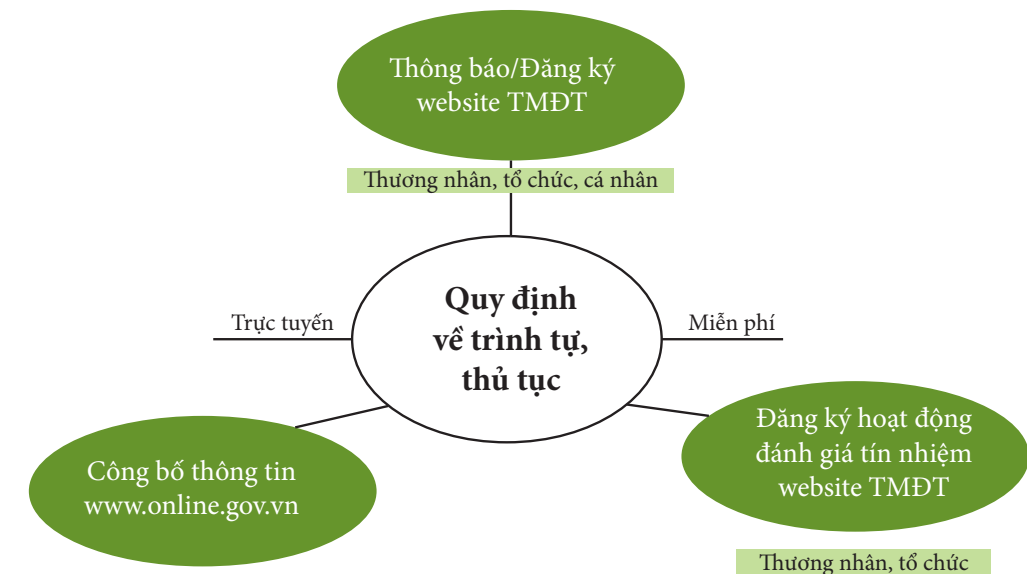 Thông báo/Đăng ký
website TMĐT
Thương nhân, tổ chức, cá nhân
Quy định
về trình tự,
thủ tục
Trực tuyến
Miễn phí
Công bố thông tin
www.online.gov.vn
Đăng ký hoạt động
đánh giá tín nhiệm
website TMĐT
Thương nhân, tổ chức